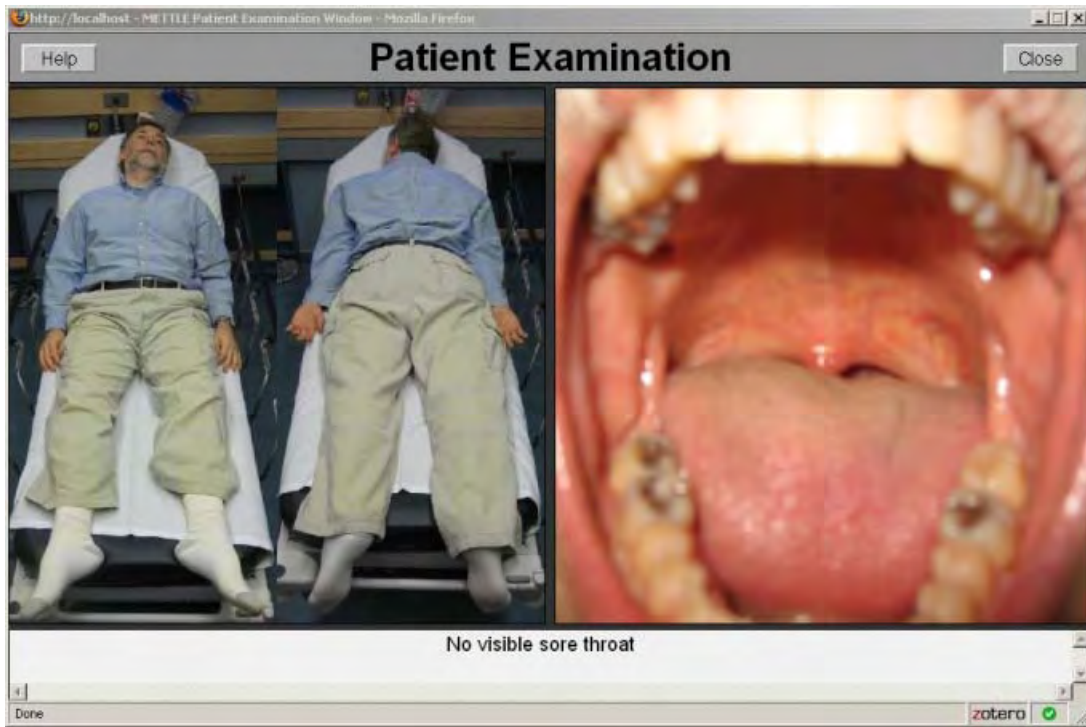 http://localhost - METTLE Patient Examination Window - Mozilla Firefox
Help
Patient Examination
Close
No visible sore throat
Done
zotero